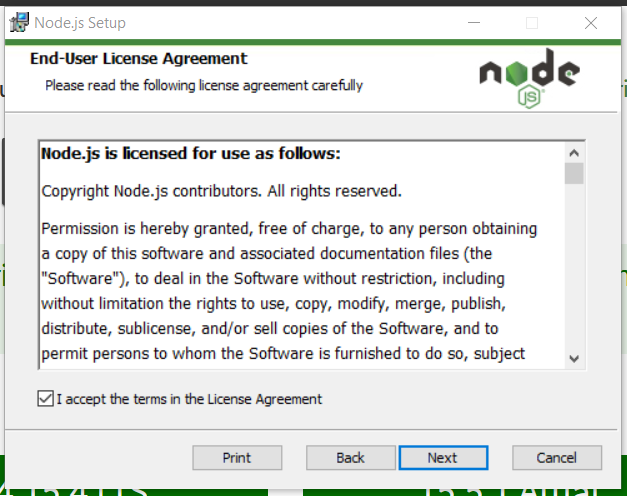 Node.js Setup
End-User License Agreement
Please read the following license agreement carefully
node
JS
Node.js is licensed for use as follows:
Copyright Node.js contributors. All rights reserved.
Permission is hereby granted, free of charge, to any person obtaining
a copy of this software and associated documentation files (the
"Software"), to deal in the Software without restriction, including
without limitation the rights to use, copy, modify, merge, publish,
distribute, sublicense, and/or sell copies of the Software, and to
permit persons to whom the Software is furnished to do so, subject
I accept the terms in the License Agreement
Print Back Next Cancel